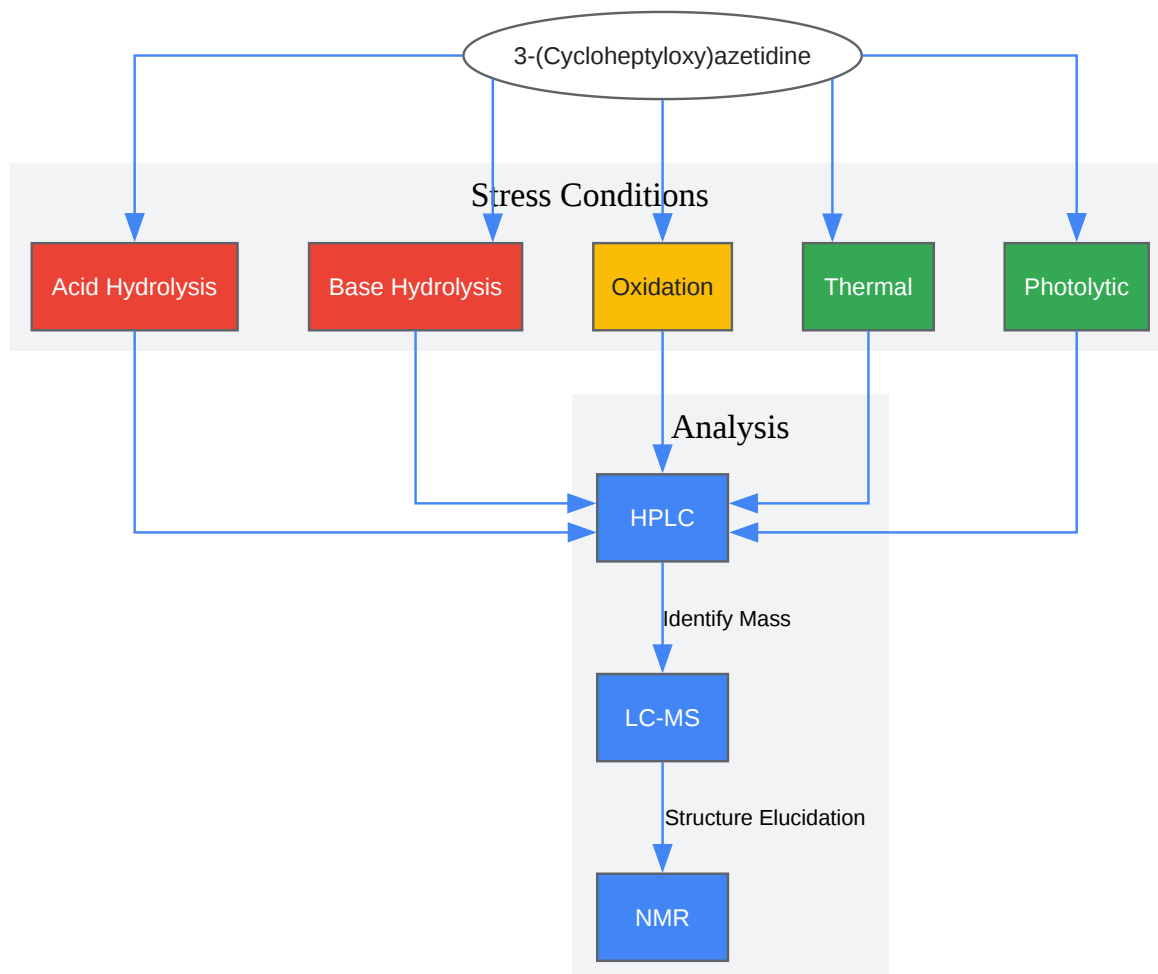 3-(Cycloheptyloxy)azetidine
Stress Conditions
Acid Hydrolysis
Base Hydrolysis
Oxidation
Thermal
Photolytic
Analysis
HPLC
Identify Mass
LC-MS
Structure Elucidation
NMR